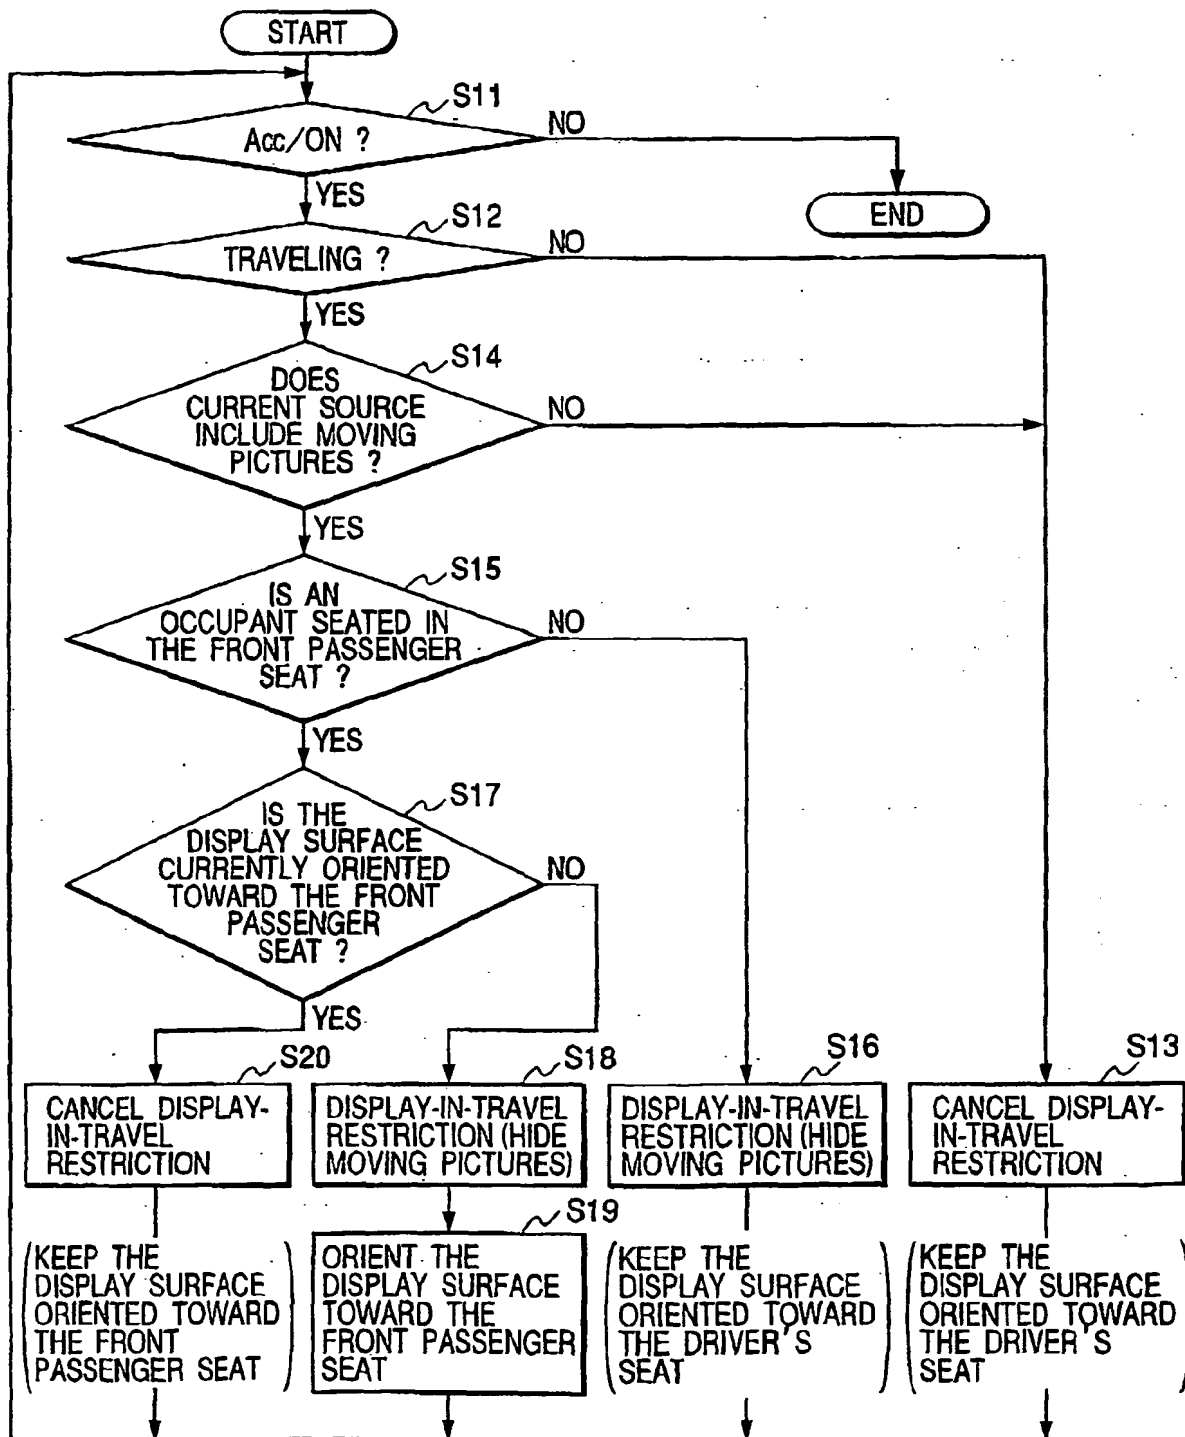 START
S11
Acc/ON ?
NO
YES
END
S12
TRAVELING ?
NO
YES
S14
DOES
CURRENT SOURCE
INCLUDE MOVING
PICTURES ?
NO
YES
S15
IS AN
OCCUPANT SEATED IN
THE FRONT PASSENGER
SEAT ?
NO
YES
S17
IS THE
DISPLAY SURFACE
CURRENTLY ORIENTED
TOWARD THE FRONT
PASSENGER
SEAT ?
NO
YES
S20
CANCEL DISPLAY-
IN-TRAVEL
RESTRICTION
(KEEP THE
DISPLAY SURFACE
ORIENTED TOWARD
THE FRONT
PASSENGER SEAT)
S18
DISPLAY-IN-TRAVEL
RESTRICTION (HIDE
MOVING PICTURES)
S19
ORIENT THE
DISPLAY SURFACE
TOWARD THE
FRONT PASSENGER
SEAT
S16
DISPLAY-IN-TRAVEL
RESTRICTION (HIDE
MOVING PICTURES)
(KEEP THE
DISPLAY SURFACE
ORIENTED TOWARD
THE DRIVER'S
SEAT)
S13
CANCEL DISPLAY-
IN-TRAVEL
RESTRICTION
(KEEP THE
DISPLAY SURFACE
ORIENTED TOWARD
THE DRIVER'S
SEAT)